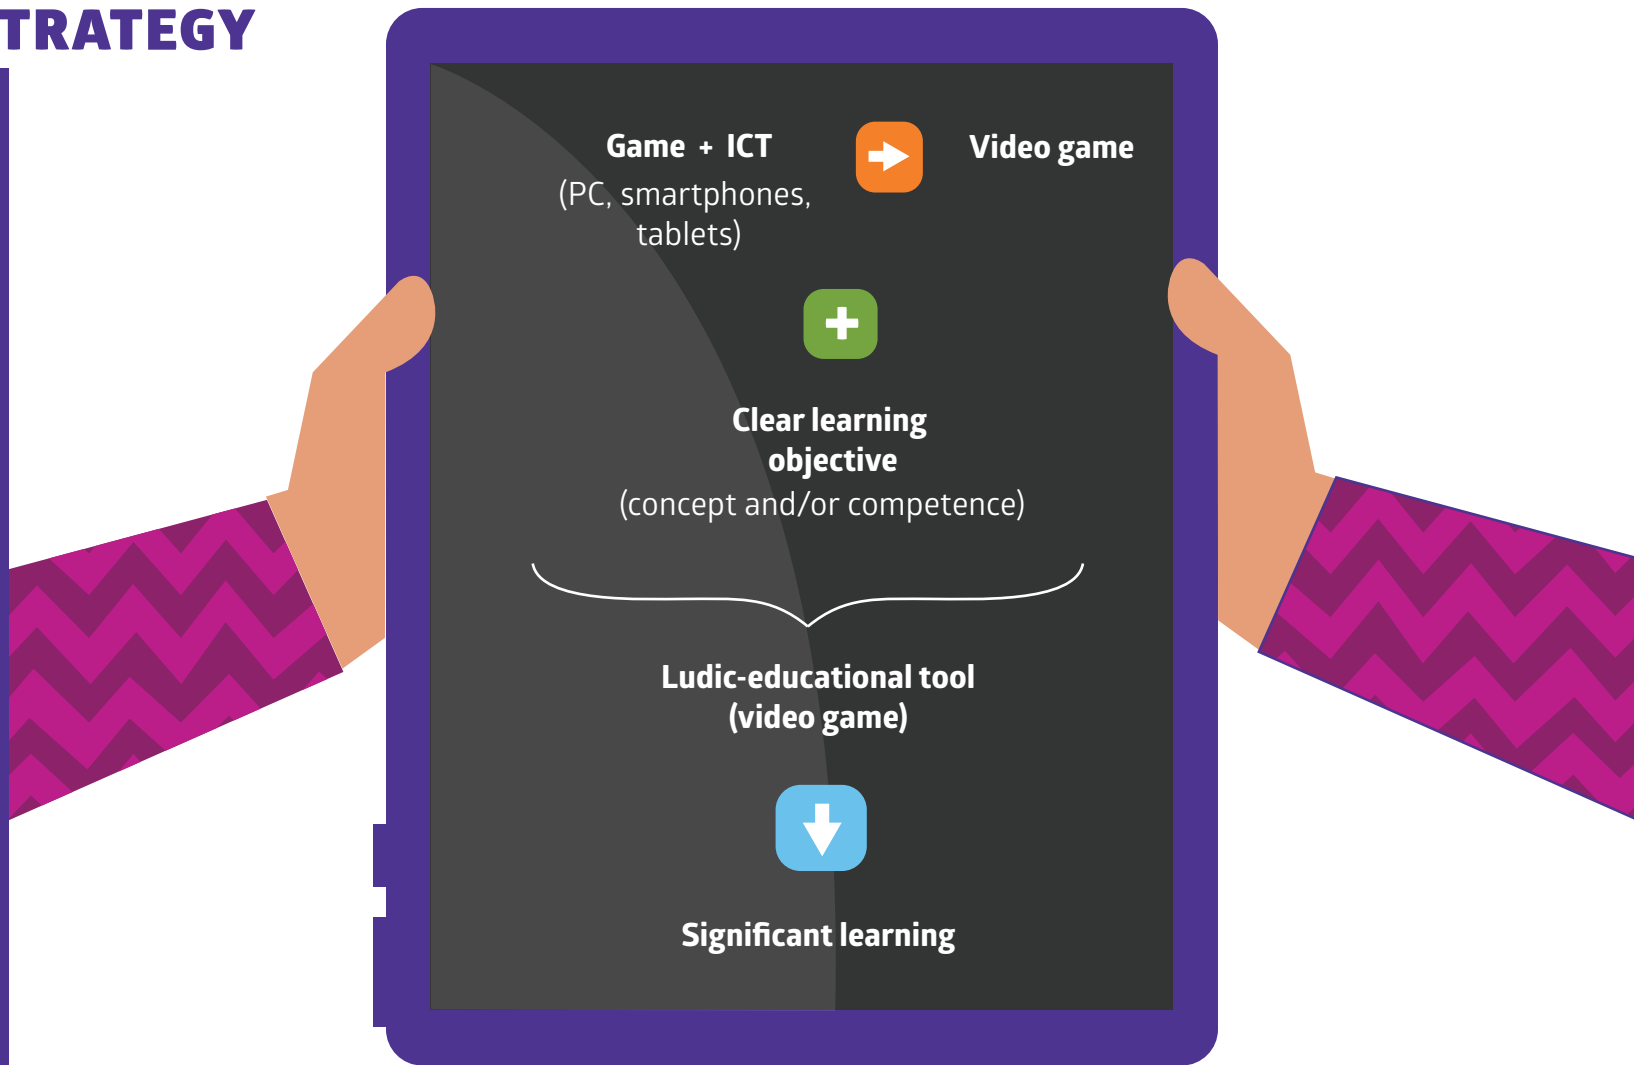 TRATEGY
Game + ICT
Video game
(PC, smartphones,
tablets)
Clear learning
objective
(concept and/or competence)
Ludic-educational tool
(video game)
Significant learning